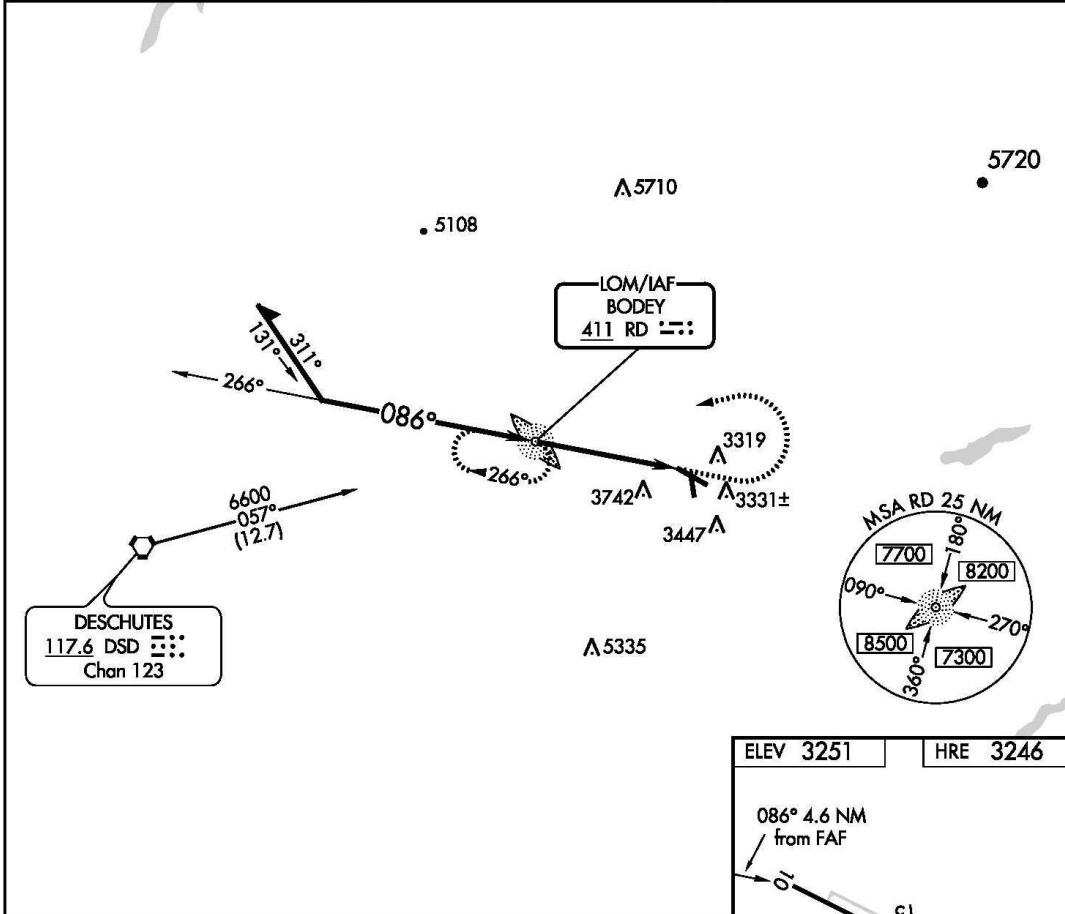 5720
5710
5108
LOM/IAF
BODEY
411 RD
311°
131°
266°
086°
266°
3319
3742
3331±
3447
6600
057°
(12.7)
DESCHUTES
117.6 DSD
Chan 123
5335
MSA RD 25 NM
180°
7700
8200
090°
270°
8500
7300
360°
ELEV 3251
HRE 3246
086° 4.6 NM
from FAF
10